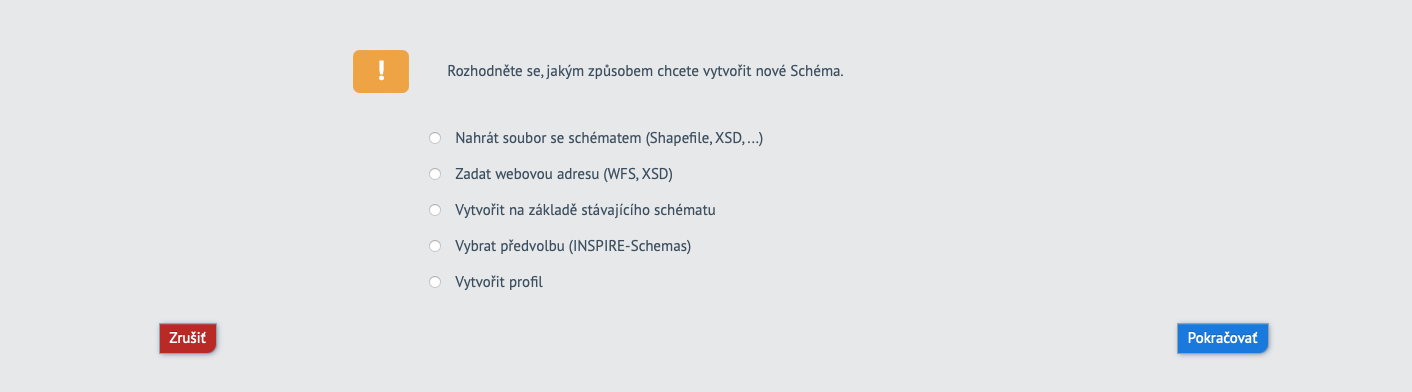 !
Rozhodněte se, jakým způsobem chcete vytvořit nové Schéma.
Nahrát soubor se schématem (Shapefile, XSD, ...)
Zadat webovou adresu (WFS, XSD)
Vytvořit na základě stávajícího schématu
Vybrat předvolbu (INSPIRE-Schemas)
Vytvořit profil
Zrušiť
Pokračovať